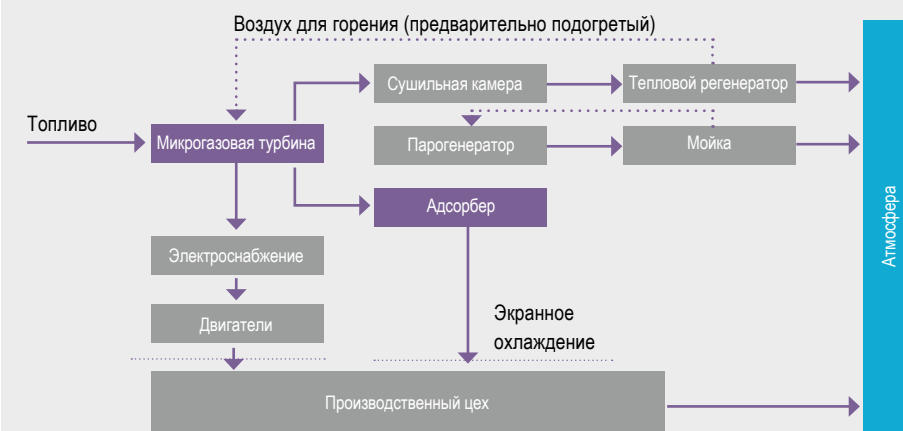 Воздух для горения (предварительно подогретый)
Сушильная камера
Тепловой регенератор
Топливо
Микрогазовая турбина
Парогенератор
Мойка
Адсорбер
Атмосфера
Электроснабжение
Двигатели
Экранное
охлаждение
Производственный цех